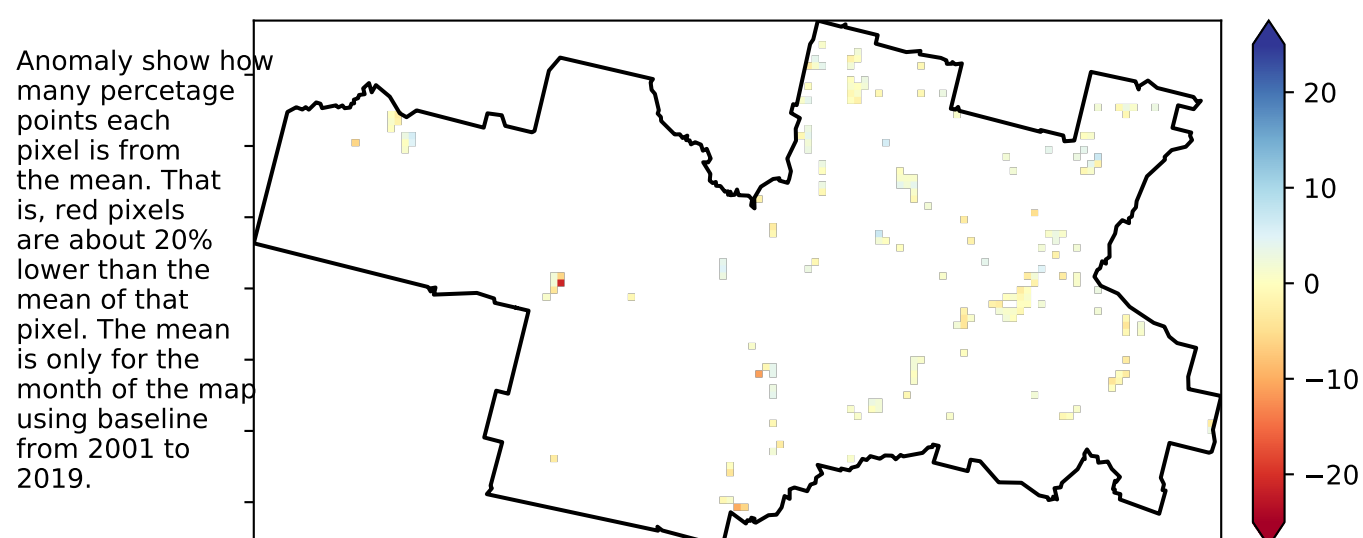 Anomaly show how
many percetage
points each
pixel is from
the mean. That
is, red pixels
are about 20%
lower than the
mean of that
pixel. The mean
is only for the
month of the map
using baseline
from 2001 to
2019.
20
10
0
−10
−20